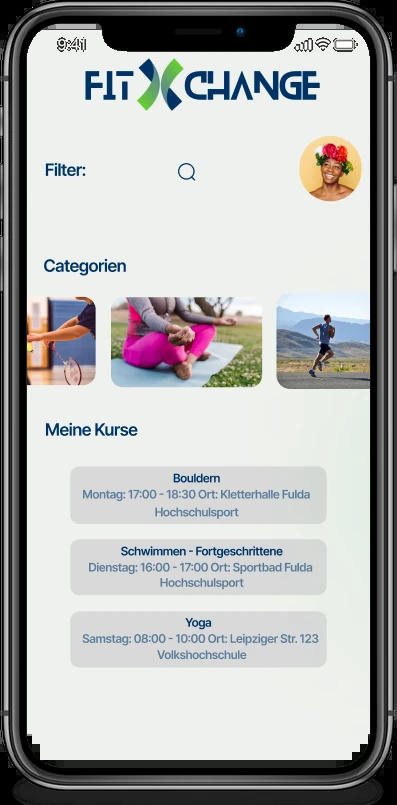 9:41
FIT XCHANGE
Filter:
Categorien
Meine Kurse
Bouldern
Montag: 17:00 - 18:30 Ort: Kletterhalle Fulda
Hochschulsport
Schwimmen - Fortgeschrittene
Dienstag: 16:00 - 17:00 Ort: Sportbad Fulda
Hochschulsport
Yoga
Samstag: 08:00 - 10:00 Ort: Leipziger Str. 123
Volkshochschule